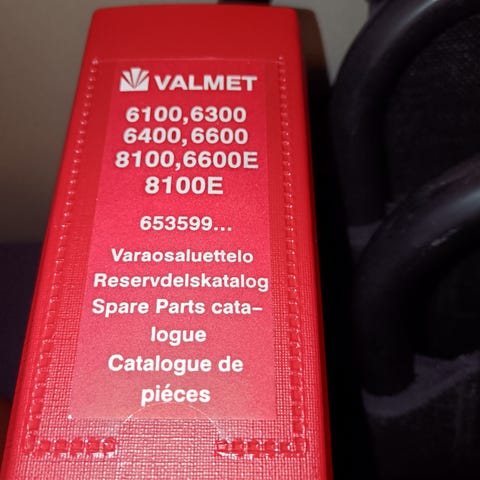 VALMET
6100,6300
6400,6600
8100,6600E
8100E
653599...
Varaosaluettelo
Reservdelskatalog
Spare Parts cata-
logue
Catalogue de
piéces